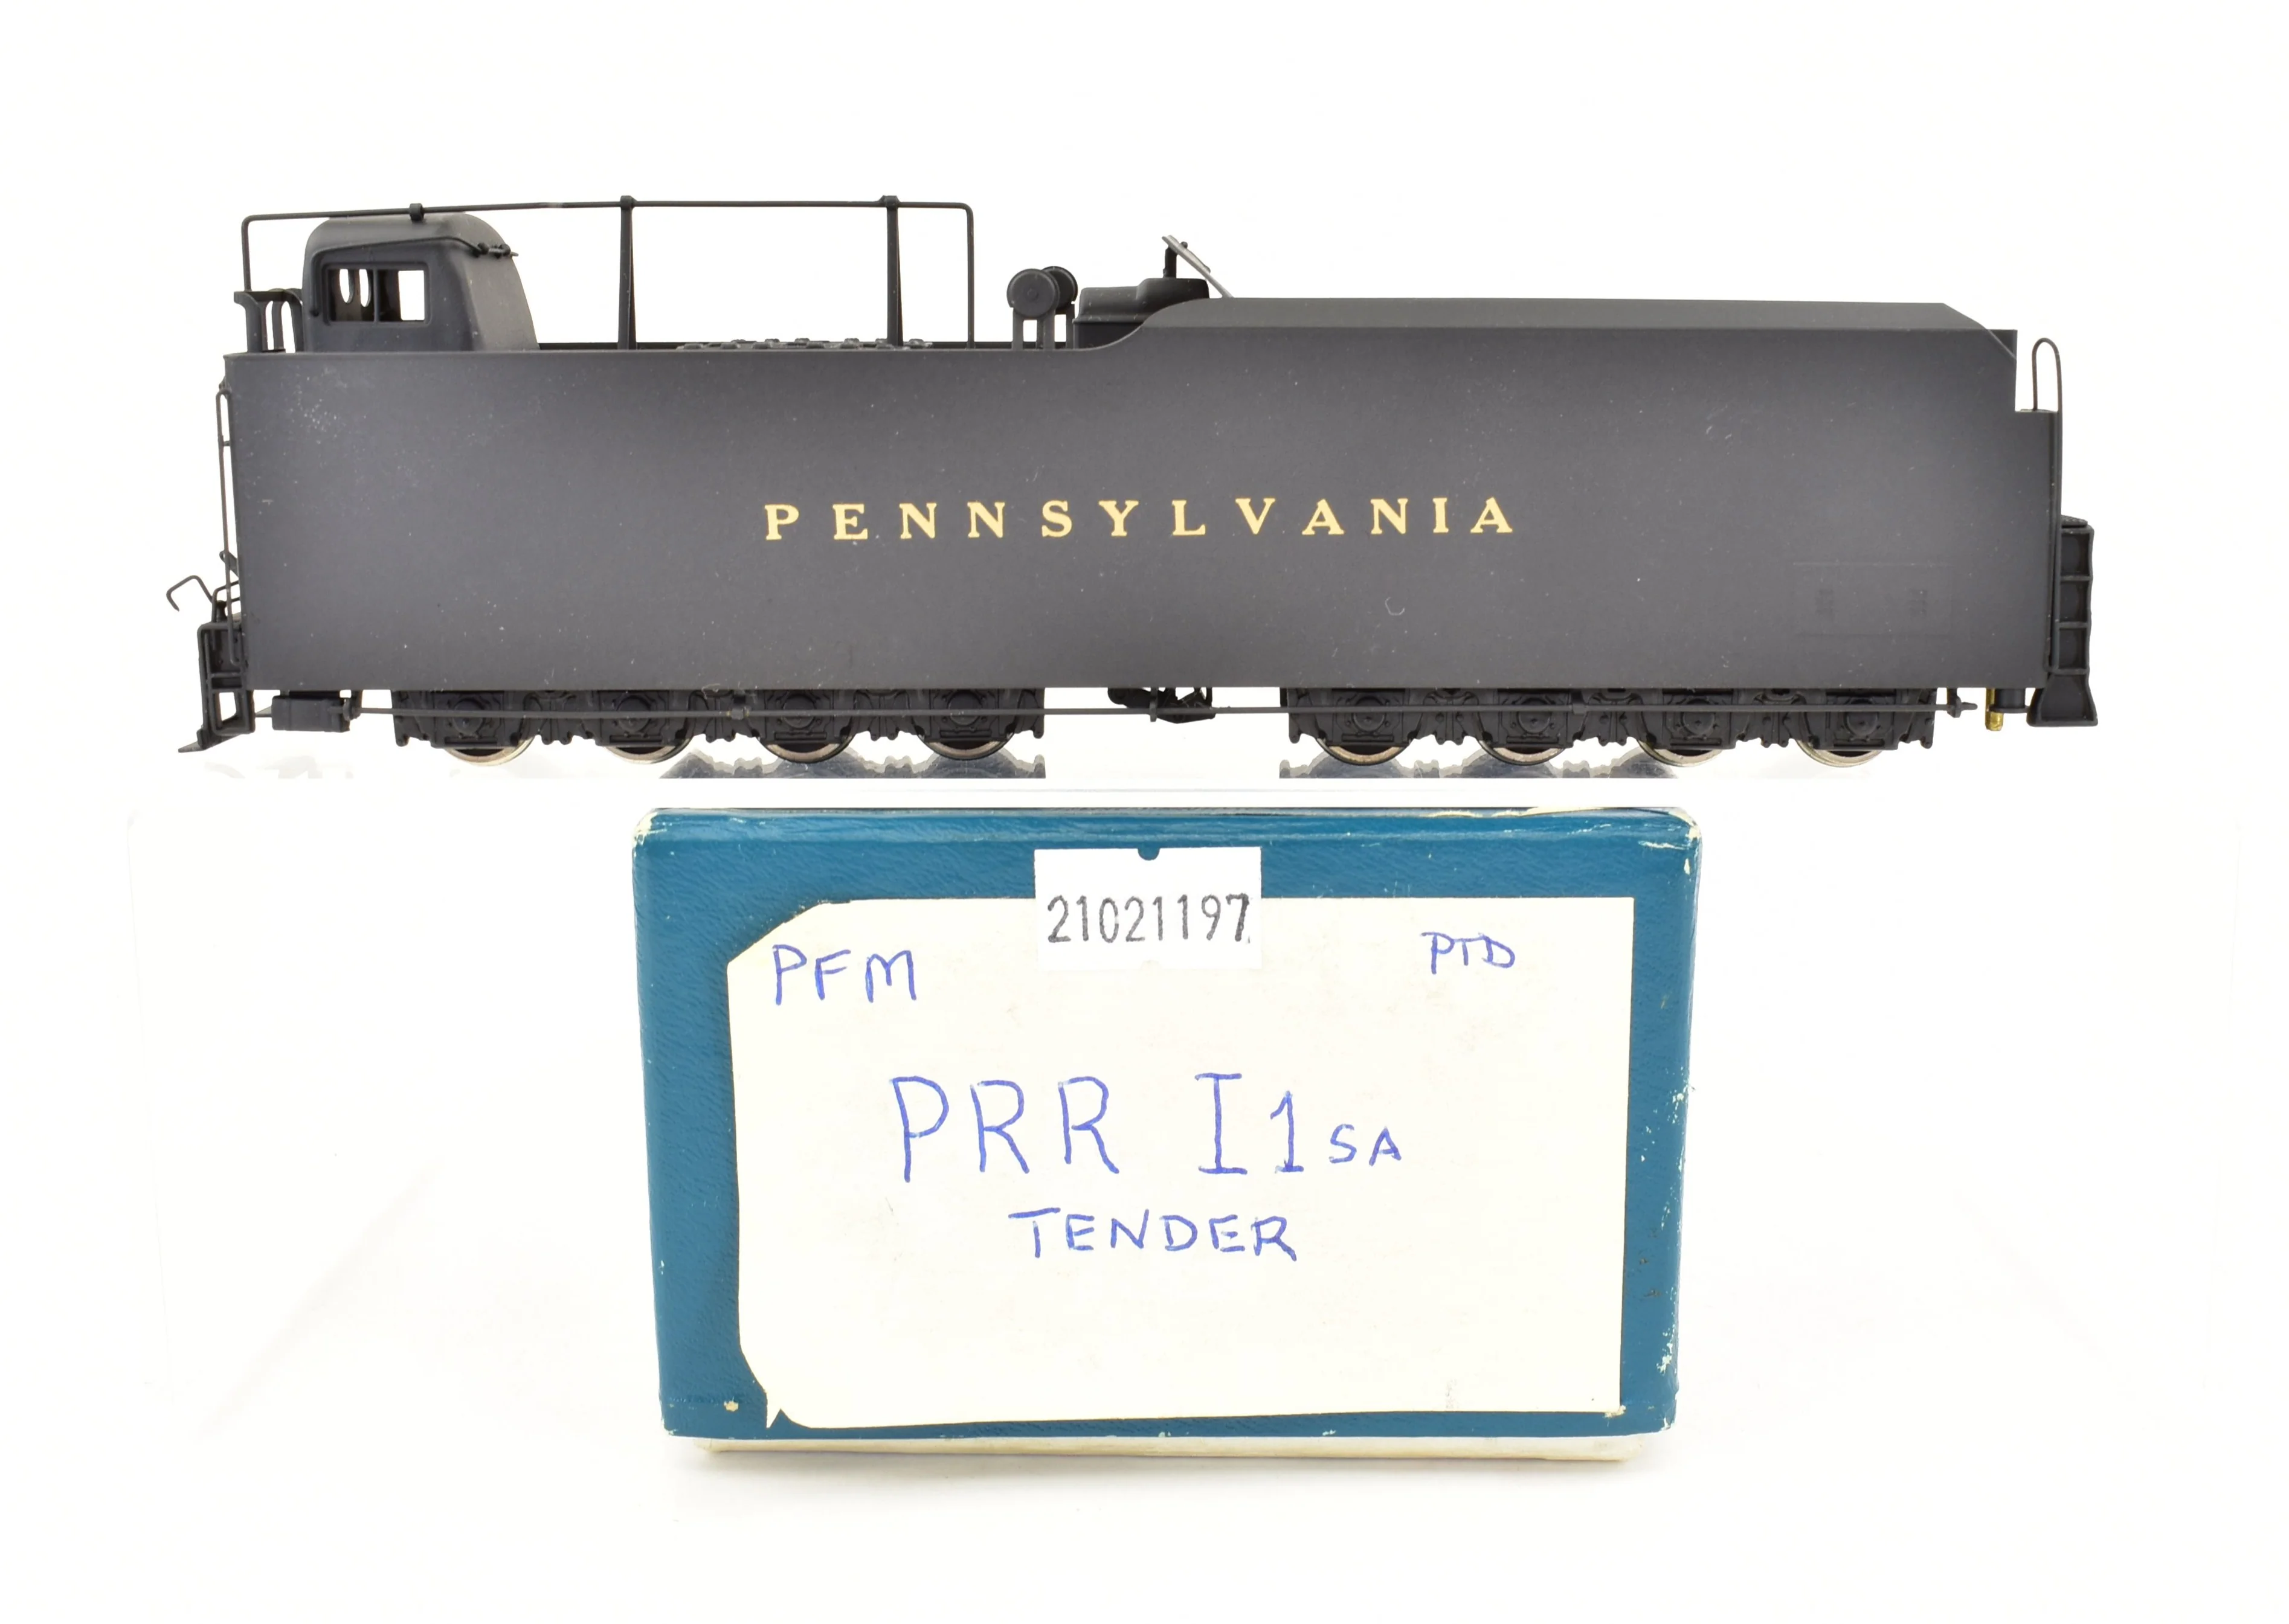 PENNSYLVANIA
21021197
PFM PTD
PRR I1SA
TENDER